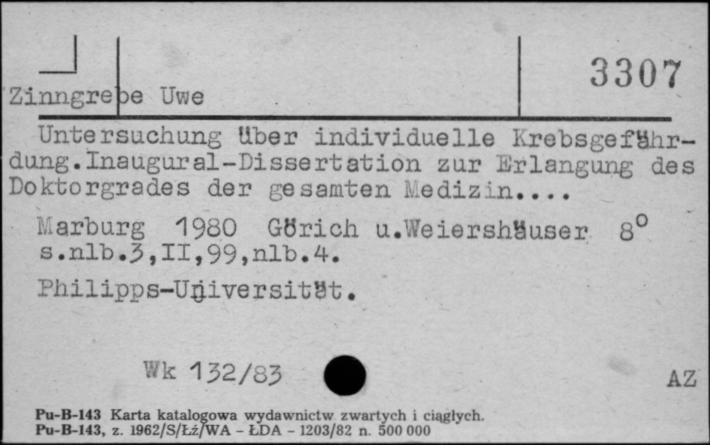 3307
Zinngrebe Uwe
Untersuchung über individuelle Krebsgefähr-
dung.Inaugural-Dissertation zur Erlangung des
Doktorgrades der gesamten Medizin....
Marburg 1980 Görich u.Weiershäuser 8°
s.nlb.3,II,99,nlb.4.
Philipps-Universität.
Wk 132/83
AZ
Pu-B-143 Karta katalogowa wydawnictw zwartych i ciągłych.
Pu-B-143, z. 1962/S/Łź/WA - ŁDA - 1203/82 n. 500 000